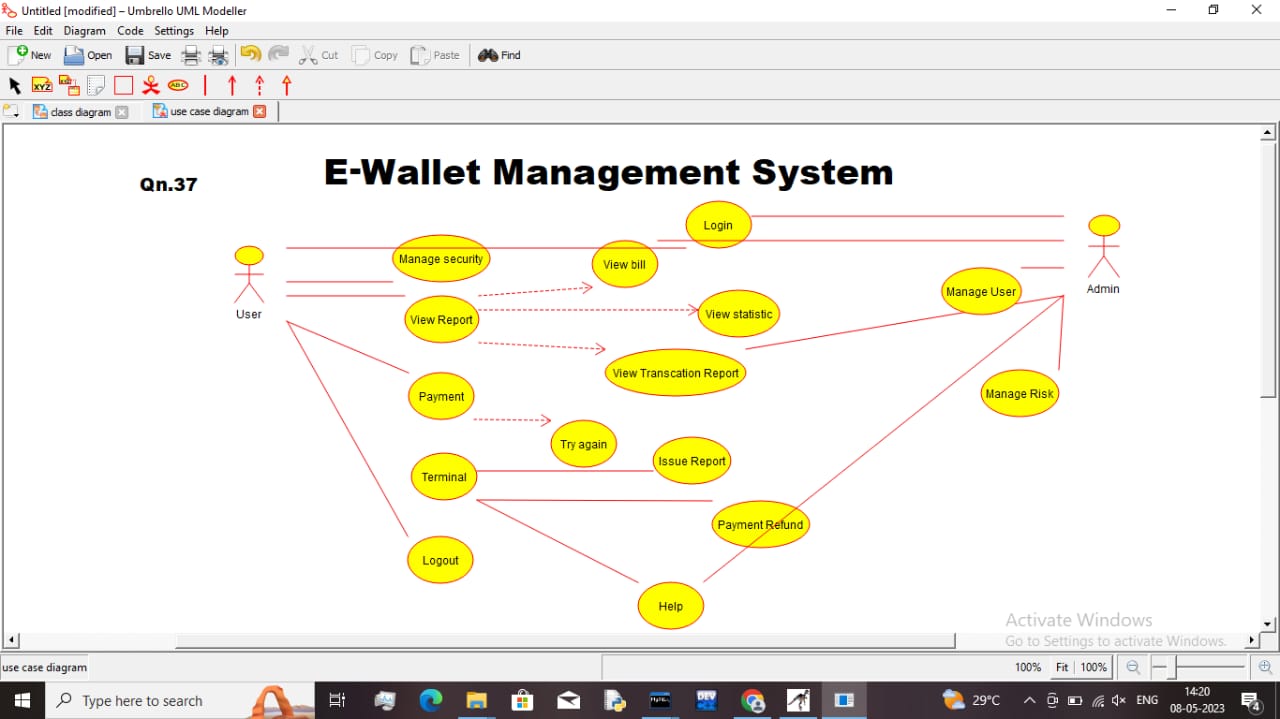 Untitled [modified] – Umbrello UML Modeller
File Edit Diagram Code Settings Help
New Open Save Cut Copy Paste Find
XYZ ABC
class diagram use case diagram
E-Wallet Management System
Qn.37
Login
Manage security
View bill
Manage User
Admin
User
View Report
View statistic
View Transcation Report
Payment
Manage Risk
Try again
Terminal
Issue Report
Payment Refund
Logout
Help
Activate Windows
Go to Settings to activate Windows.
use case diagram
100% Fit 100%
Type here to search
DEV
29°C
ENG
14:20
08-05-2023
4